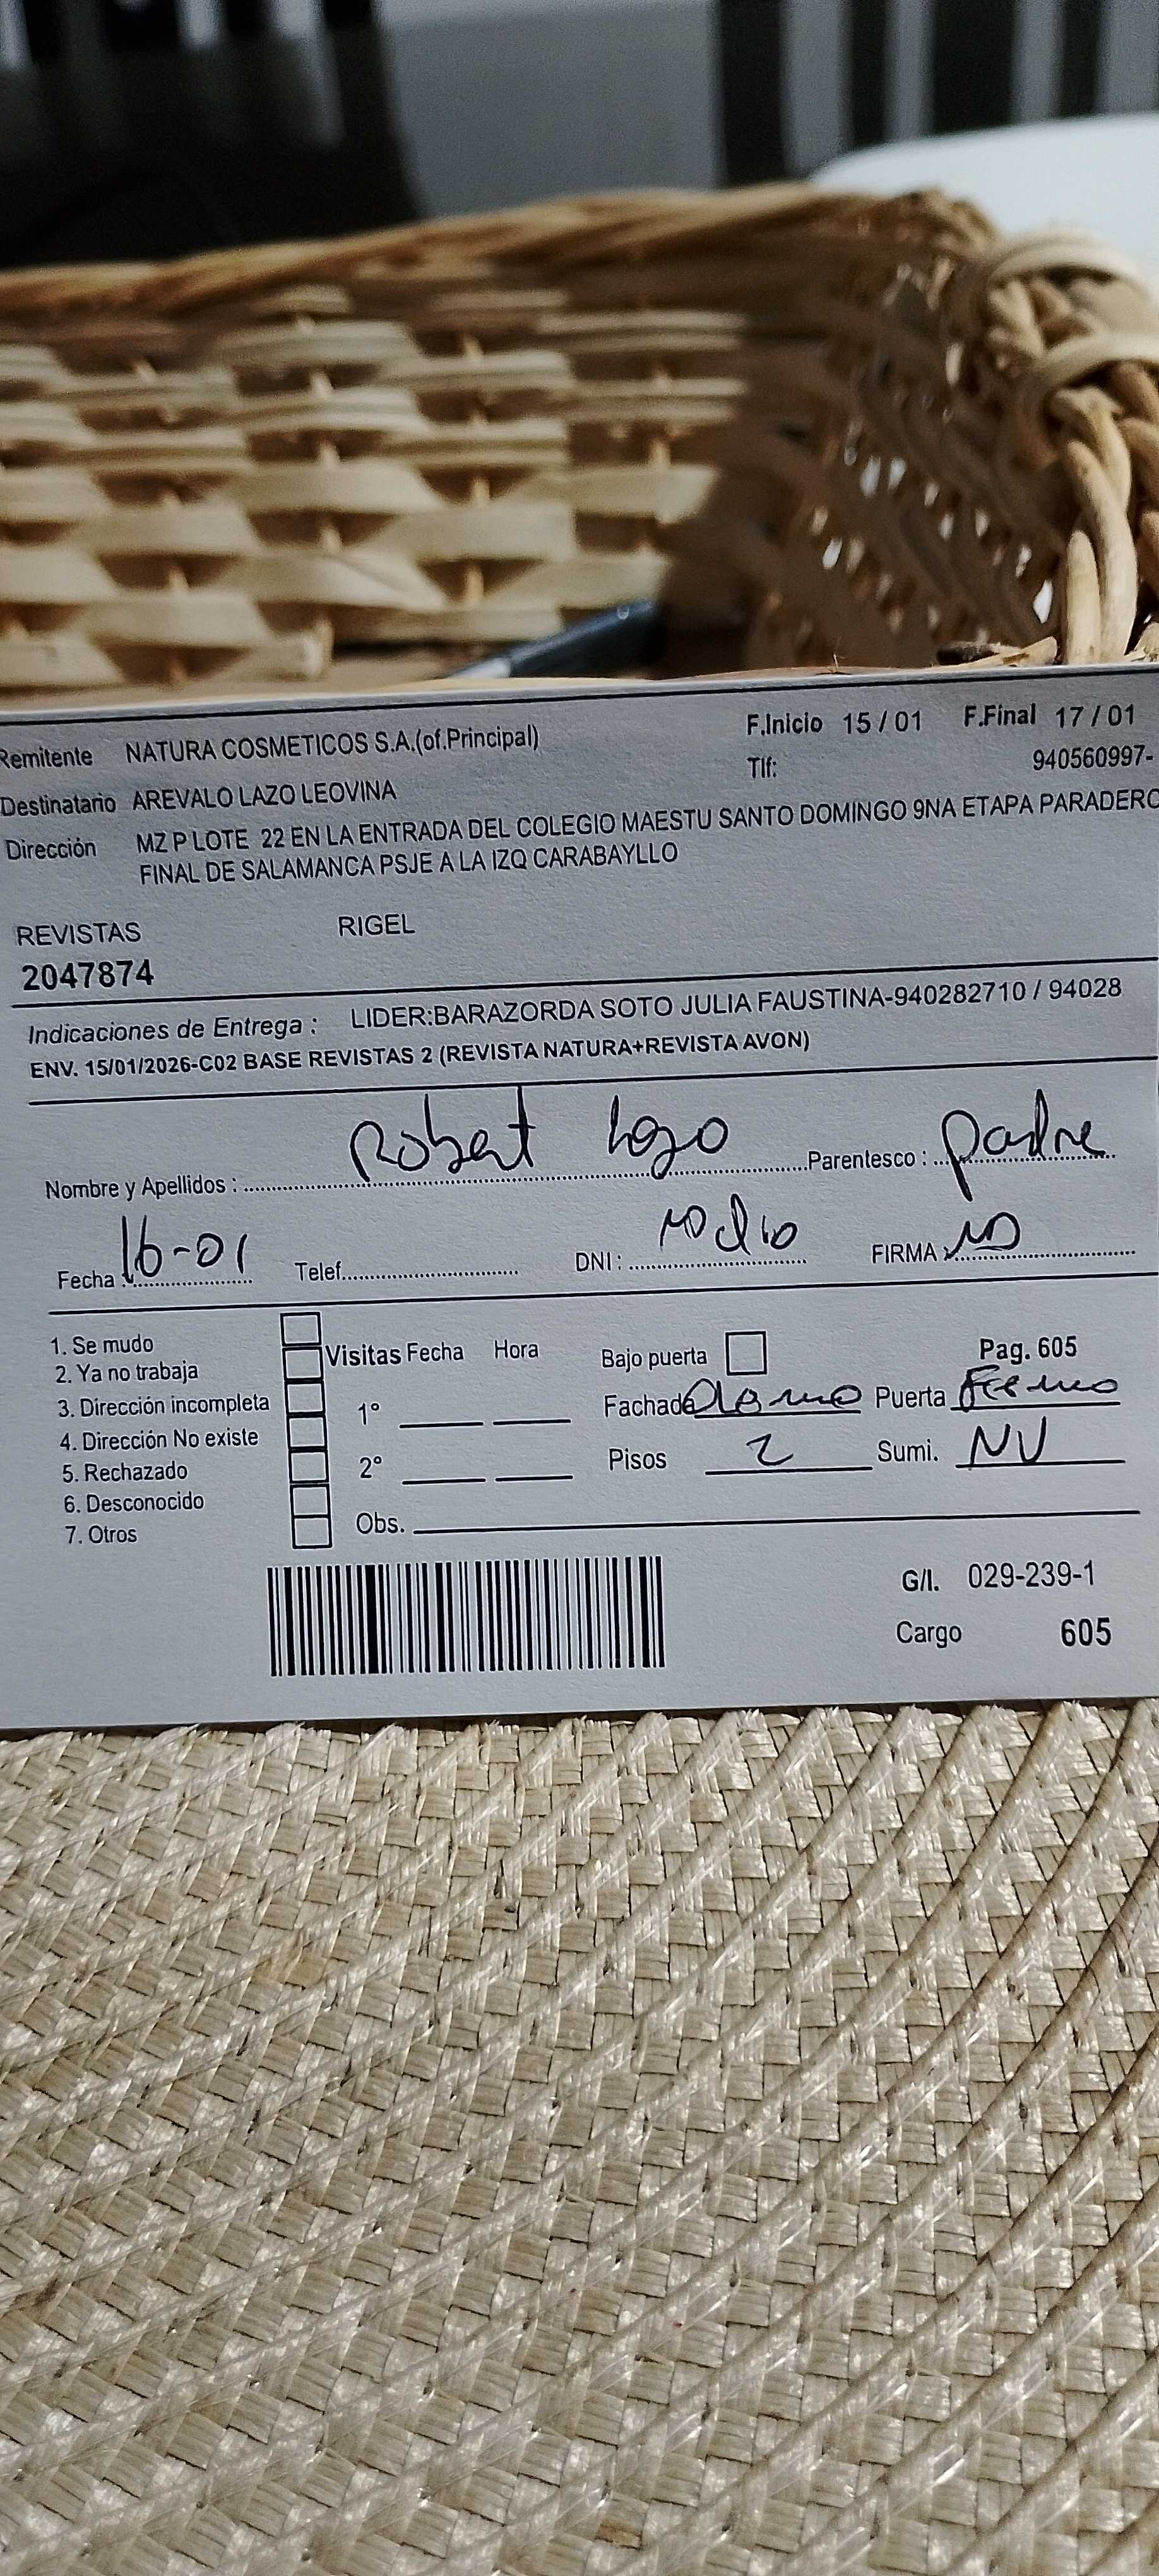 Remitente NATURA COSMETICOS S.A.(of.Principal) F.Inicio 15 / 01 F.Final 17 / 01
Tlf: 940560997-
Destinatario AREVALO LAZO LEOVINA
Dirección MZ P LOTE 22 EN LA ENTRADA DEL COLEGIO MAESTU SANTO DOMINGO 9NA ETAPA PARADERO
FINAL DE SALAMANCA PSJE A LA IZQ CARABAYLLO
REVISTAS RIGEL
2047874
Indicaciones de Entrega : LIDER:BARAZORDA SOTO JULIA FAUSTINA-940282710 / 94028
ENV. 15/01/2026-C02 BASE REVISTAS 2 (REVISTA NATURA+REVISTA AVON)
Nombre y Apellidos : Robert Lazo Parentesco : padre
Fecha : 16-01 Telef. DNI : FIRMA :
1. Se mudo
2. Ya no trabaja
3. Dirección incompleta
4. Dirección No existe
5. Rechazado
6. Desconocido
7. Otros
Visitas Fecha Hora
1°
2°
Obs.
Bajo puerta Pag. 605
Fachada Puerta Fierro
Pisos 2 Sumi. NV
G/I. 029-239-1
Cargo 605